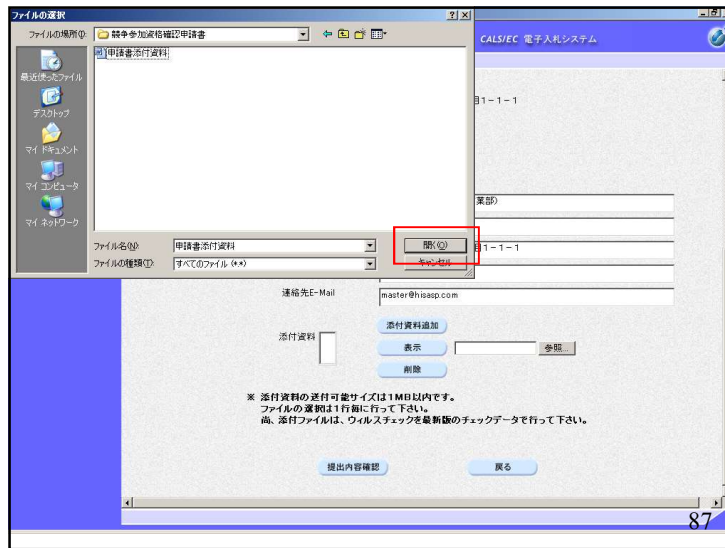 ファイルの選択
ファイルの場所(I):
競争参加資格確認申請書
申請書添付資料
最近使ったファイル
デスクトップ
マイ ドキュメント
マイ コンピュータ
マイ ネットワーク
ファイル名(N):
申請書添付資料
開く(O)
ファイルの種類(T):
すべてのファイル (*.*)
キャンセル
CALS/EC 電子入札システム
1-1-1
業部)
1-1-1
連絡先E-Mail
master@hisasp.com
添付資料
添付資料追加
表示
参照...
削除
※ 添付資料の送付可能サイズは1MB以内です。
ファイルの選択は1行毎に行って下さい。
尚、添付ファイルは、ウィルスチェックを最新版のチェックデータで行って下さい。
提出内容確認
戻る
87